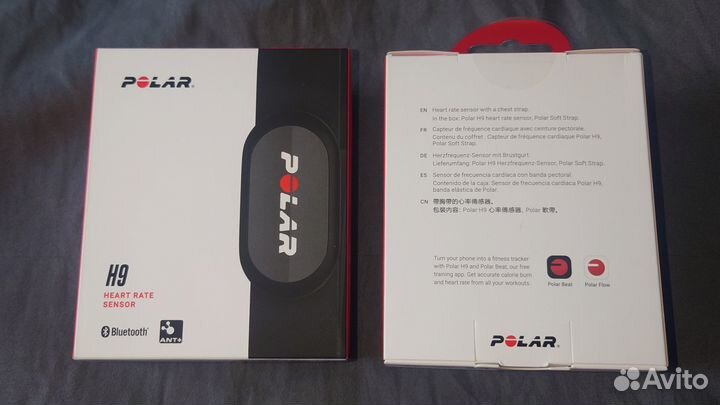 POLAR
POLAR
H9
HEART RATE
SENSOR
Bluetooth®
ANT+
EN Heart rate sensor with a chest strap.
In the box: Polar H9 heart rate sensor, Polar Soft Strap.
FR Capteur de fréquence cardiaque avec ceinture pectorale.
Contenu du coffret : Capteur de fréquence cardiaque Polar H9,
Polar Soft Strap.
DE Herzfrequenz-Sensor mit Brustgurt.
Lieferumfang: Polar H9 Herzfrequenz-Sensor, Polar Soft Strap.
ES Sensor de frecuencia cardíaca con banda pectoral.
Contenido de la caja: Sensor de frecuencia cardíaca Polar H9,
banda elástica de Polar.
CN 帶胸帶的心率傳感器。
包裝内容: Polar H9 心率傳感器, Polar 軟帶。
Turn your phone into a fitness tracker
with Polar H9 and Polar Beat, our free
training app. Get accurate calorie burn
and heart rate from all your workouts.
Polar Beat
Polar Flow
POLAR®
Avito